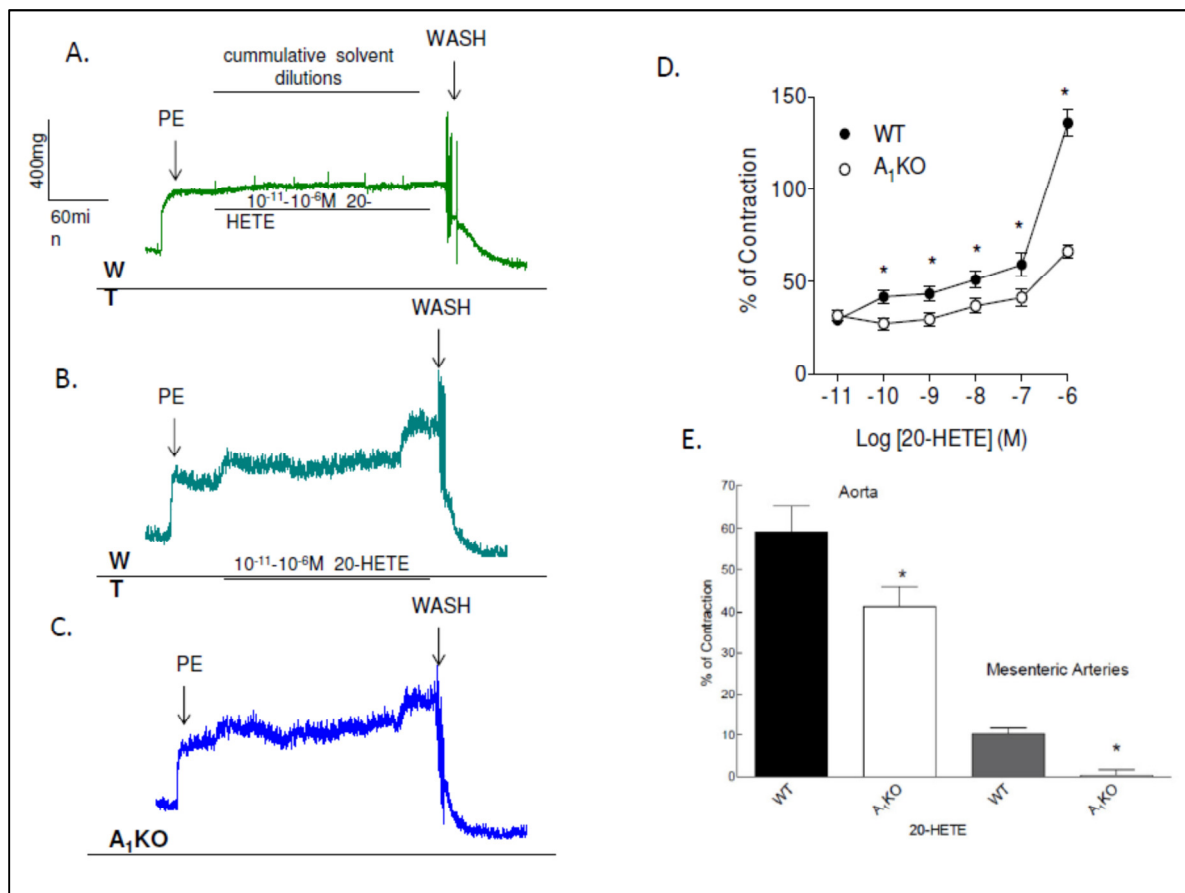 A.
cummulative solvent
dilutions
WASH
PE
400mg
60mi
n
10⁻¹¹-10⁻⁶M 20-
HETE
W
T
B.
PE
WASH
W
T
10⁻¹¹-10⁻⁶M 20-HETE
C.
PE
WASH
A₁KO
D.
% of Contraction
150
100
50
0
WT
A₁KO
*
* * * *
-11 -10 -9 -8 -7 -6
Log [20-HETE] (M)
E.
% of Contraction
70
60
50
40
30
20
10
0
Aorta
*
Mesenteric Arteries
*
WT A₁KO WT A₁KO
20-HETE